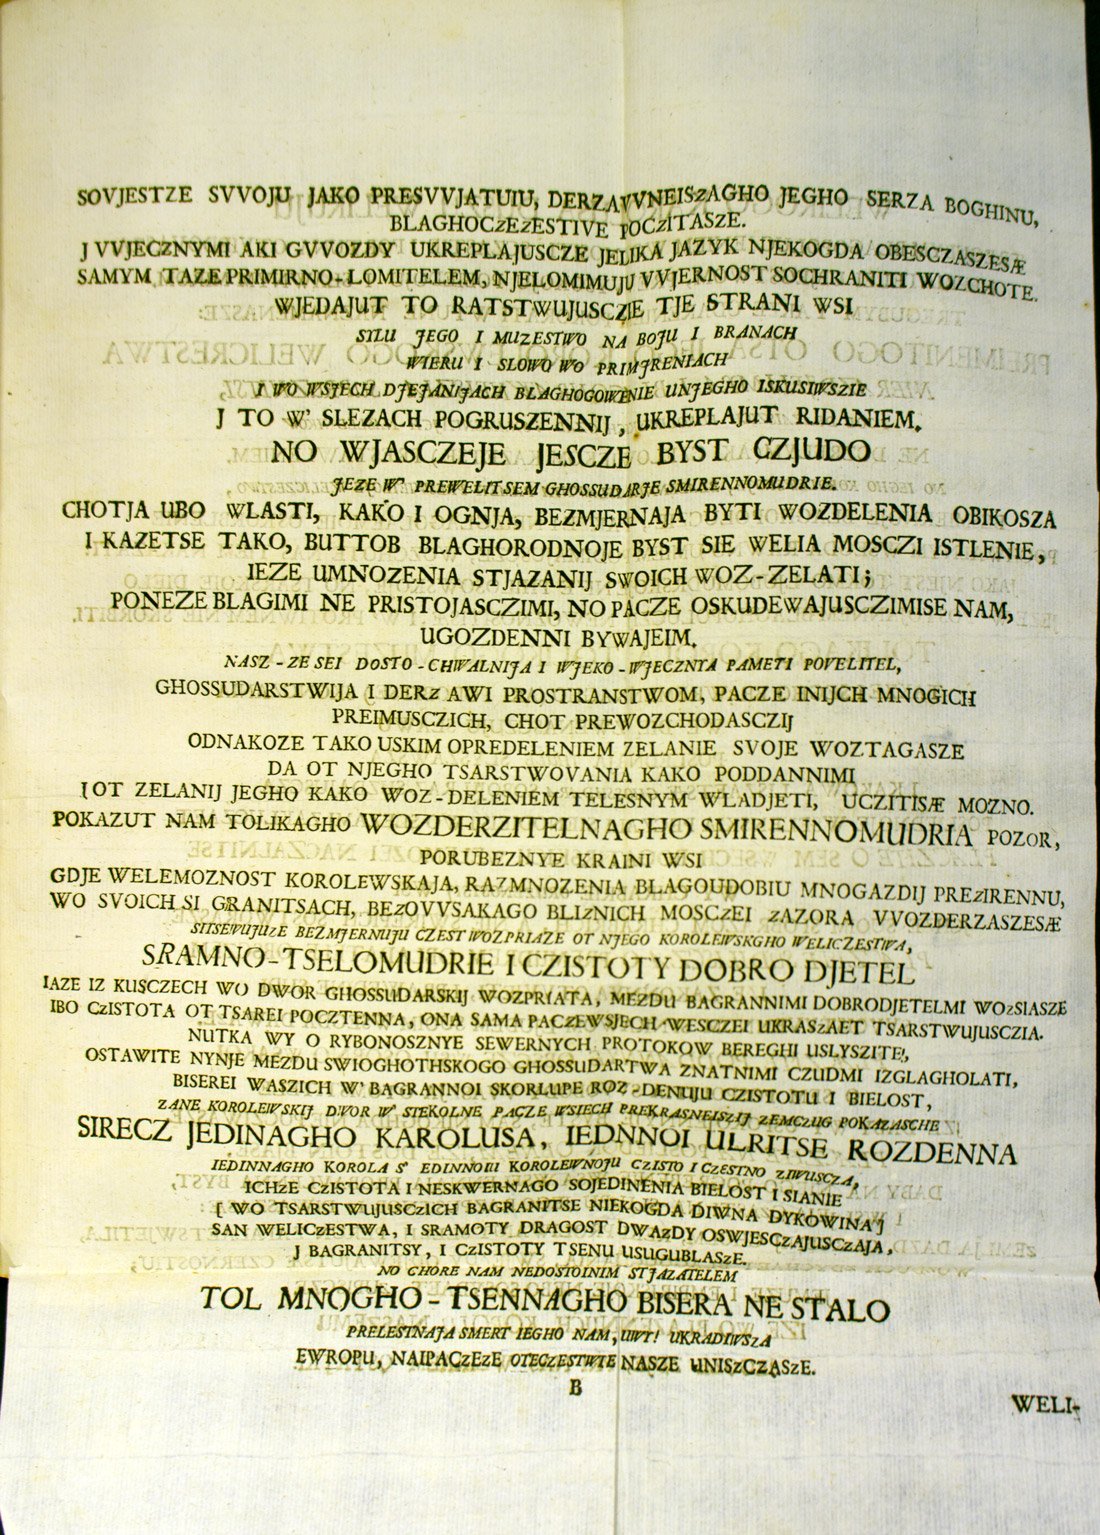 SOVJESTZE SVVOJU JAKO PRESVVJATUIU, DERZAVVNEISzAGHO JEGHO SERZA BOGHINU,
BLAGHOCzEzESTIVE POCzITASZE.
J VVJECZNYMI AKI GVVOZDY UKREPLAJUSCZE JELIKA JAZYK NJEKOGDA OBESCZASZESÆ
SAMYM TAZE PRIMIRNO-LOMITELEM, NJELOMIMUJU VVJERNOST SOCHRANITI WOZCHOTE.
WJEDAJUT TO RATSTWUJUSCZIE TJE STRANI WSI
SILU JEGO I MUZESTWO NA BOJU I BRANACH
WIERU I SLOWO WO PRIMJRENIACH
I WO WSJECH DJEJANIJACH BLAGHOGOWENIE UNJEGHO ISKUSIWSZIE
J TO W' SLEZACH POGRUSZENNIJ, UKREPLAJUT RIDANIEM.
NO WJASCZEJE JESCZE BYST CZJUDO
JEZE W' PREWELITSEM GHOSSUDARJE SMIRENNOMUDRIE.
CHOTJA UBO WLASTI, KAKO I OGNJA, BEZMJERNAJA BYTI WOZDELENIA OBIKOSZA
I KAZETSE TAKO, BUTTOB BLAGHORODNOJE BYST SIE WELIA MOSCZI ISTLENIE,
IEZE UMNOZENIA STJAZANIJ SWOICH WOZ-ZELATI;
PONEZE BLAGIMI NE PRISTOJASCZIMI, NO PACZE OSKUDEWAJUSCZIMISE NAM,
UGOZDENNI BYWAJEIM.
NASZ-ZE SEI DOSTO-CHWALNIJA I WJEKO-WJECZNYA PAMETI POVELITEL,
GHOSSUDARSTWIJA I DERz AWI PROSTRANSTWOM, PACZE INIJCH MNOGICH
PREIMUSCZICH, CHOT PREWOZCHODASCZIJ
ODNAKOZE TAKO USKIM OPREDELENIEM ZELANIE SVOJE WOZTAGASZE
DA OT NJEGHO TSARSTWOVANIA KAKO PODDANNIMI
I OT ZELANIJ JEGHO KAKO WOZ-DELENIEM TELESNYM WLADJETI, UCZITISÆ MOZNO.
POKAZUT NAM TOLIKAGHO WOZDERZITELNAGHO SMIRENNOMUDRIA POZOR,
PORUBEZNYE KRAINI WSI
GDJE WELEMOZNOST KOROLEWSKAJA, RAZMNOZENIA BLAGOUDOBIU MNOGAZDIJ PREzIRENNU,
WO SVOICH SI GRANITSACH, BEzOVVSAKAGO BLIzNICH MOSCzEI zAZORA VVOZDERZASZESÆ
SITSEWUJUzE BEZMJERNUJU CZEST WOZPRIAZE OT NJEGO KOROLEWSKGHO WELICZESTWA,
SRAMNO-TSELOMUDRIE I CZISTOTY DOBRO DJETEL
IAZE IZ KUSCZECH WO DWOR GHOSSUDARSKIJ WOZPRIATA, MEZDU BAGRANNIMI DOBRODJETELMI WOzSIASZE
IBO CzISTOTA OT TSAREI POCZTENNA, ONA SAMA PACZEWSJECH WESCZEI UKRASzAET TSARSTWUJUSCZIA.
NUTKA WY O RYBONOSZNYE SEWERNYCH PROTOKOW BEREGHI USLYSZITE!,
OSTAWITE NYNJE MEZDU SWIOGHOTHSKOGO GHOSSUDARTWA ZNATNIMI CZUDMI IZGLAGHOLATI,
BISEREI WASZICH W' BAGRANNOI SKORLUPE ROZ-DENUJU CZISTOTU I BIELOST,
ZANE KOROLEWSKIJ DWOR W' STEKOLNE PACZE WSIECH PREKRASNEISZIJ ZEMCzUG POKAZASCHE
SIRECZ JEDINAGHO KAROLUSA, IEDNNOI ULRITSE ROZDENNA
IEDINNAGHO KOROLA S' EDINNOIU KOROLEWNOJU CZISTO I CZESTNO ZIWUSCZA,
ICHzE CzISTOTA I NESKWERNAGO SOJEDINENIA BIELOST I SIANIE
[ WO TSARSTWUJUSCzICH BAGRANITSE NIEKOGDA DIWNA DYKOWINA ]
SAN WELICzESTWA, I SRAMOTY DRAGOST DWAzDY OSWJESCzAJUSCzAJA,
J BAGRANITSY, I CzISTOTY TSENU USUGUBLASzE.
NO CHORE NAM NEDOSTOINIM STJAZATELEM
TOL MNOGHO-TSENNAGHO BISERA NE STALO
PRELESTNAJA SMERT IEGHO NAM, UWY! UKRADIWSZA
EWROPU, NAIPACzEzE OTECZESTWIE NASZE UNISzCZASzE.
B
WELI-